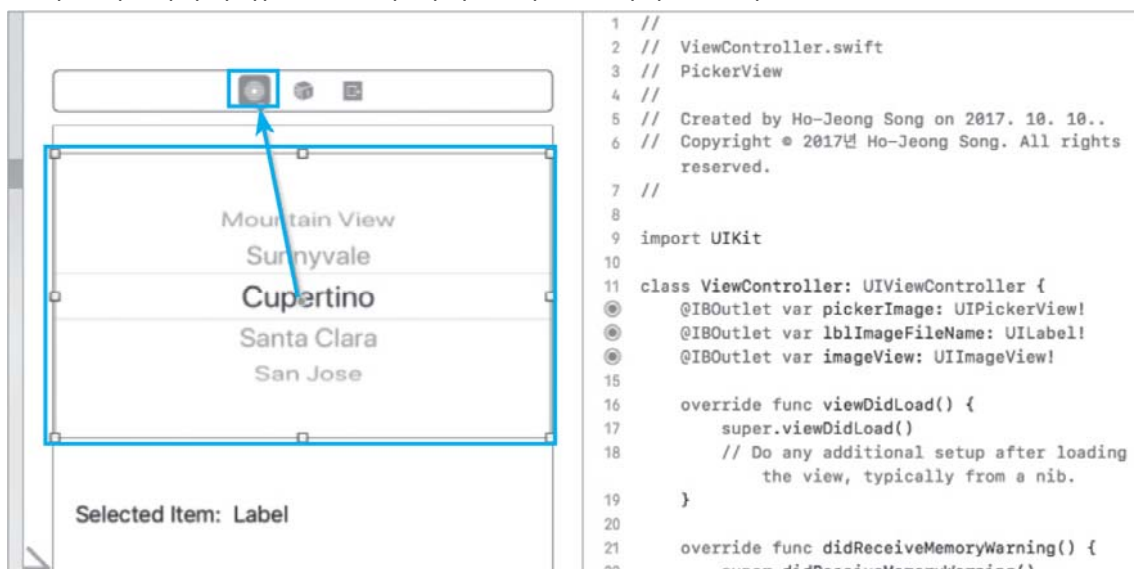 Mountain View
Sunnyvale
Cupertino
Santa Clara
San Jose
Selected Item: Label
1 //
2 // ViewController.swift
3 // PickerView
4 //
5 // Created by Ho-Jeong Song on 2017. 10. 10..
6 // Copyright © 2017년 Ho-Jeong Song. All rights
reserved.
7 //
8
9 import UIKit
10
11 class ViewController: UIViewController {
@IBOutlet var pickerImage: UIPickerView!
@IBOutlet var lblImageFileName: UILabel!
@IBOutlet var imageView: UIImageView!
15
16 override func viewDidLoad() {
17 super.viewDidLoad()
18 // Do any additional setup after loading
the view, typically from a nib.
19 }
20
21 override func didReceiveMemoryWarning() {